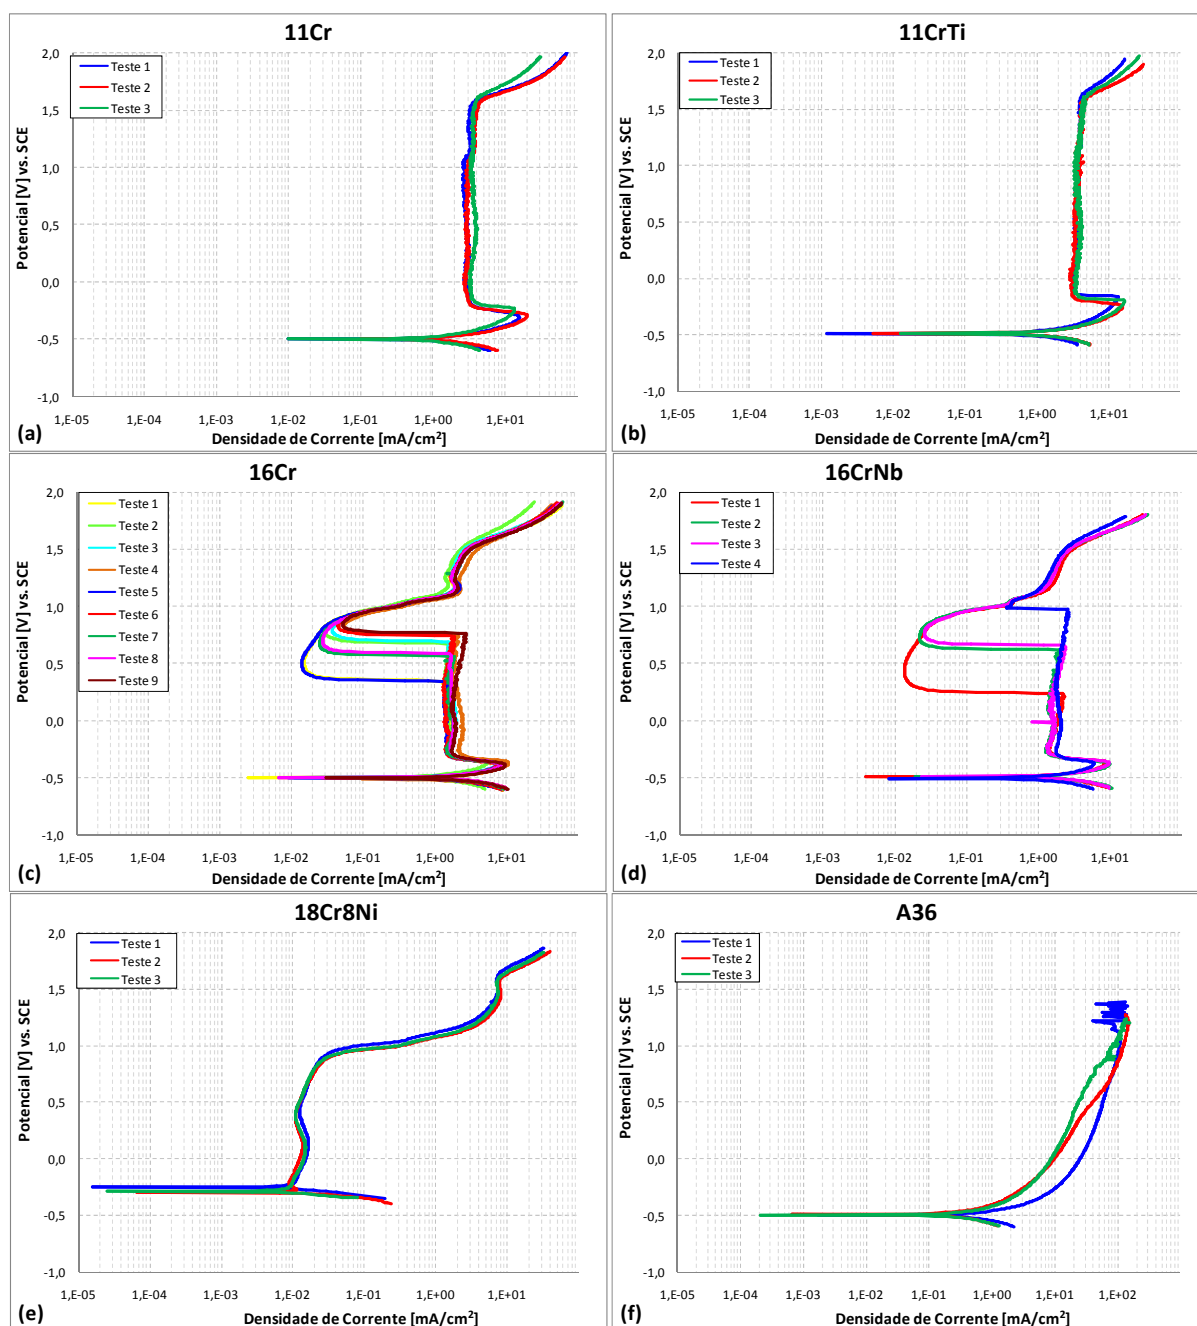 11Cr
Teste 1
Teste 2
Teste 3
Potencial [V] vs. SCE
2,0
1,5
1,0
0,5
0,0
-0,5
-1,0
1,E-05 1,E-04 1,E-03 1,E-02 1,E-01 1,E+00 1,E+01
Densidade de Corrente [mA/cm²]
(a)
11CrTi
Teste 1
Teste 2
Teste 3
Potencial [V] vs. SCE
2,0
1,5
1,0
0,5
0,0
-0,5
-1,0
1,E-05 1,E-04 1,E-03 1,E-02 1,E-01 1,E+00 1,E+01
Densidade de Corrente [mA/cm²]
(b)
16Cr
Teste 1
Teste 2
Teste 3
Teste 4
Teste 5
Teste 6
Teste 7
Teste 8
Teste 9
Potencial [V] vs. SCE
2,0
1,5
1,0
0,5
0,0
-0,5
-1,0
1,E-05 1,E-04 1,E-03 1,E-02 1,E-01 1,E+00 1,E+01
Densidade de Corrente [mA/cm²]
(c)
16CrNb
Teste 1
Teste 2
Teste 3
Teste 4
Potencial [V] vs. SCE
2,0
1,5
1,0
0,5
0,0
-0,5
-1,0
1,E-05 1,E-04 1,E-03 1,E-02 1,E-01 1,E+00 1,E+01
Densidade de Corrente [mA/cm²]
(d)
18Cr8Ni
Teste 1
Teste 2
Teste 3
Potencial [V] vs. SCE
2,0
1,5
1,0
0,5
0,0
-0,5
-1,0
1,E-05 1,E-04 1,E-03 1,E-02 1,E-01 1,E+00 1,E+01
Densidade de Corrente [mA/cm²]
(e)
A36
Teste 1
Teste 2
Teste 3
Potencial [V] vs. SCE
2,0
1,5
1,0
0,5
0,0
-0,5
-1,0
1,E-05 1,E-04 1,E-03 1,E-02 1,E-01 1,E+00 1,E+01 1,E+02
Densidade de Corrente [mA/cm²]
(f)